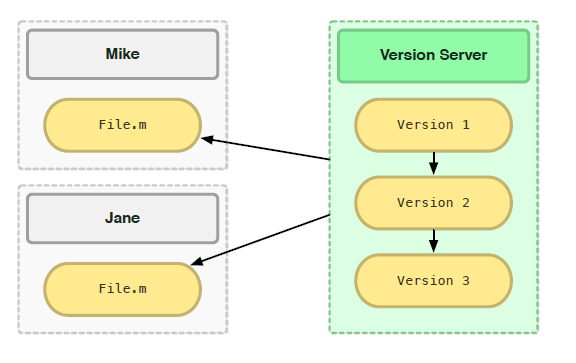 Mike
File.m
Jane
File.m
Version Server
Version 1
Version 2
Version 3